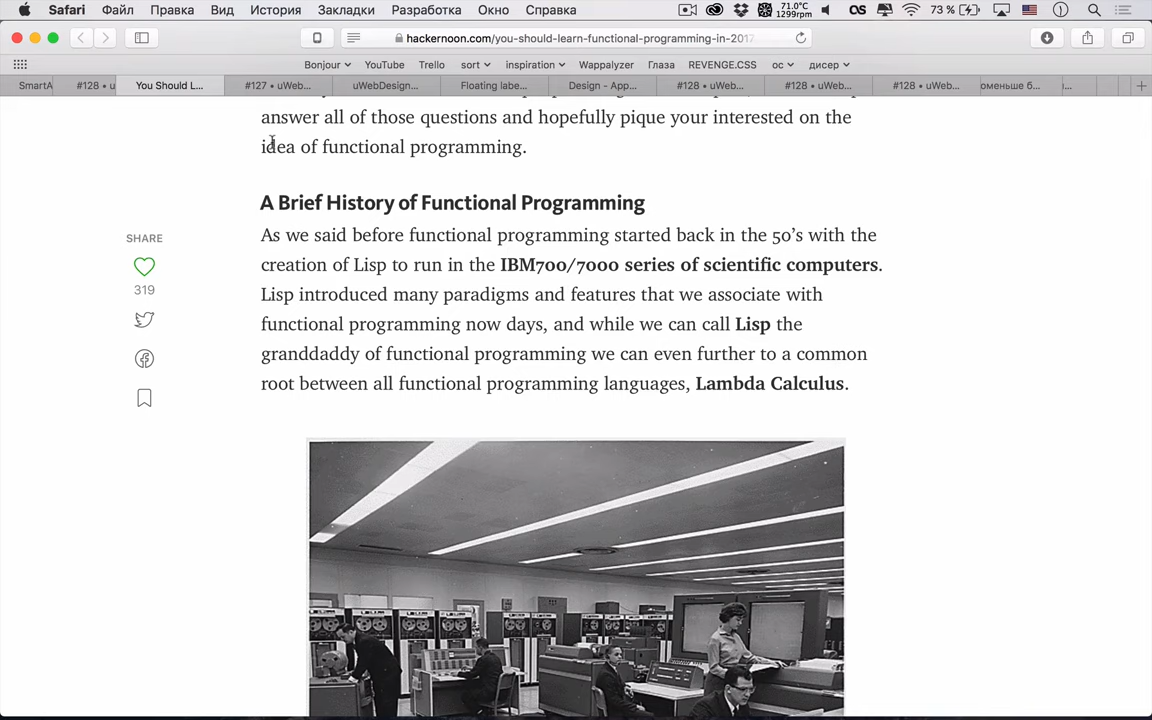 Safari Файл Правка Вид История Закладки Разработка Окно Справка 71.0°C 1299rpm 73 %
hackernoon.com/you-should-learn-functional-programming-in-2017
Bonjour YouTube Trello sort inspiration Wappalyzer Глаза REVENGE.CSS ос дисер
SmartA #128 • u You Should L... #127 • uWeb... uWebDesign... Floating labe... Design - App... #128 • uWeb... #128 • uWeb... #128 • uWeb... оменьше б...
answer all of those questions and hopefully pique your interested on the
idea of functional programming.
A Brief History of Functional Programming
As we said before functional programming started back in the 50's with the
creation of Lisp to run in the IBM700/7000 series of scientific computers.
Lisp introduced many paradigms and features that we associate with
functional programming now days, and while we can call Lisp the
granddaddy of functional programming we can even further to a common
root between all functional programming languages, Lambda Calculus.
SHARE
319